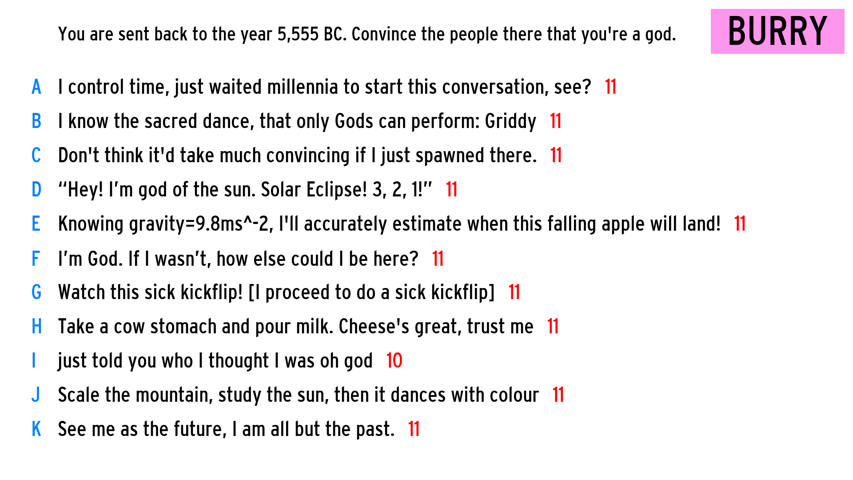 You are sent back to the year 5,555 BC. Convince the people there that you're a god.
BURRY
A I control time, just waited millennia to start this conversation, see? 11
B I know the sacred dance, that only Gods can perform: Griddy 11
C Don't think it'd take much convincing if I just spawned there. 11
D “Hey! I’m god of the sun. Solar Eclipse! 3, 2, 1!” 11
E Knowing gravity=9.8ms^-2, I'll accurately estimate when this falling apple will land! 11
F I’m God. If I wasn’t, how else could I be here? 11
G Watch this sick kickflip! [I proceed to do a sick kickflip] 11
H Take a cow stomach and pour milk. Cheese's great, trust me 11
I just told you who I thought I was oh god 10
J Scale the mountain, study the sun, then it dances with colour 11
K See me as the future, I am all but the past. 11